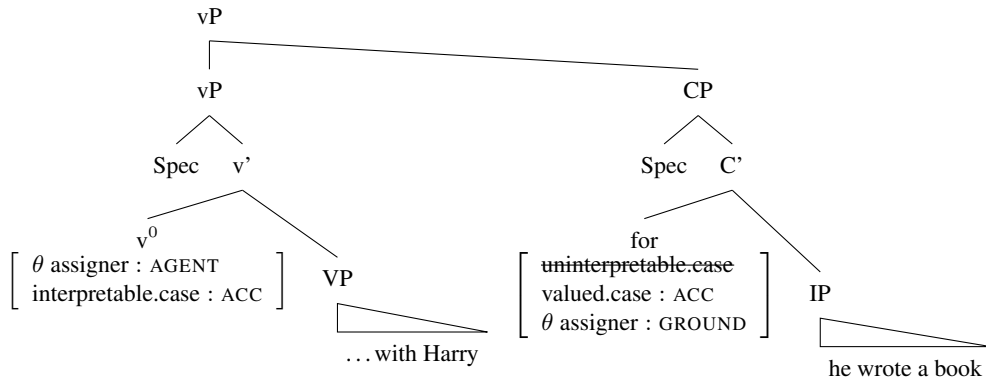 vP
vP CP
Spec v’ Spec C’
v⁰ for
θ assigner : AGENT uninterpretable.case
interpretable.case : ACC valued.case : ACC
θ assigner : GROUND
VP IP
…with Harry he wrote a book